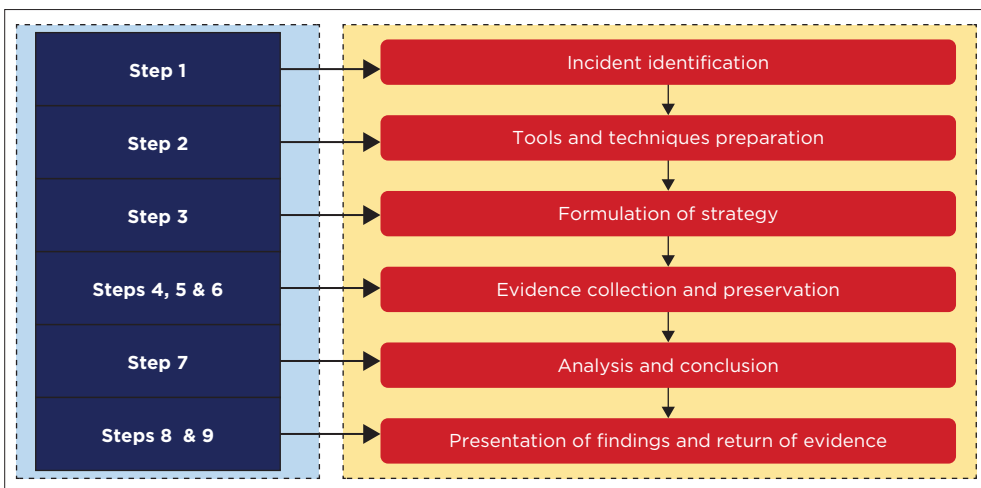 Step 1
Incident identification
Step 2
Tools and techniques preparation
Step 3
Formulation of strategy
Steps 4, 5 & 6
Evidence collection and preservation
Step 7
Analysis and conclusion
Steps 8 & 9
Presentation of findings and return of evidence